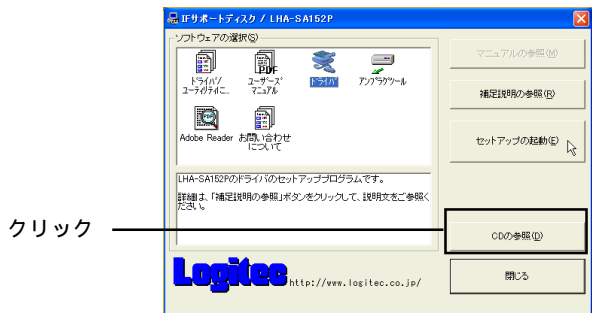 IFサポートディスク / LHA-SA152P
ソフトウェアの選択(S)
ドライバ/
ユーティリティに...
ユーザーズ
PDF
マニュアル
ドライバ
アンプラグツール
Adobe Reader
お問い合わせ
について
マニュアルの参照(M)
補足説明の参照(R)
セットアップの起動(E)
LHA-SA152Pのドライバのセットアッププログラムです。
詳細は、「補足説明の参照」ボタンをクリックして、説明文をご参照く
ださい。
クリック
CDの参照(D)
閉じる
Logitec
http://www.logitec.co.jp/